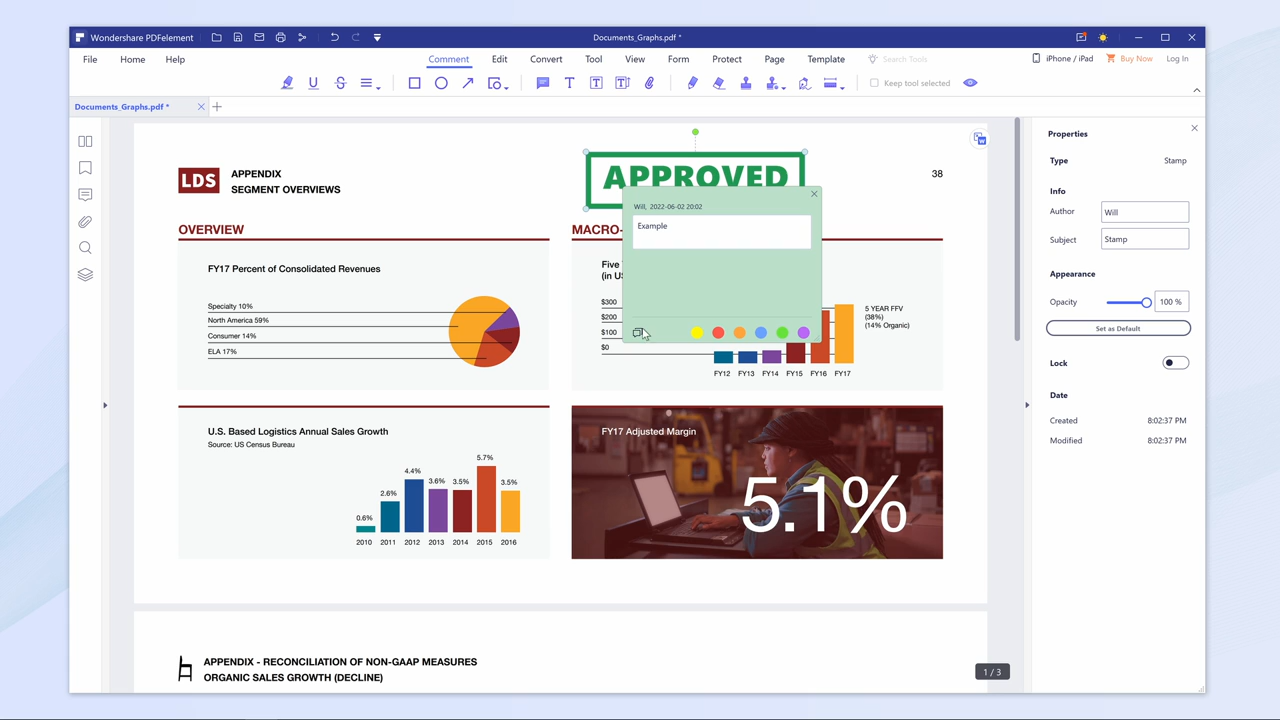 Wondershare PDFelement
Documents_Graphs.pdf *
File Home Help
Comment Edit Convert Tool View Form Protect Page Template Search Tools
iPhone / iPad Buy Now Log In
Keep tool selected
Documents_Graphs.pdf *
LDS
APPENDIX
SEGMENT OVERVIEWS
APPROVED
38
Will, 2022-06-02 20:02
Example
OVERVIEW
FY17 Percent of Consolidated Revenues
Specialty 10%
North America 59%
Consumer 14%
ELA 17%
MACRO-
Five
(in US
$300
$200
$100
$0
5 YEAR FFV
(38%)
(14% Organic)
FY12 FY13 FY14 FY15 FY16 FY17
U.S. Based Logistics Annual Sales Growth
Source: US Census Bureau
0.6% 2.6% 4.4% 3.6% 3.5% 5.7% 3.5%
2010 2011 2012 2013 2014 2015 2016
FY17 Adjusted Margin
5.1%
APPENDIX - RECONCILIATION OF NON-GAAP MEASURES
ORGANIC SALES GROWTH (DECLINE)
1 / 3
Properties
Type Stamp
Info
Author Will
Subject Stamp
Appearance
Opacity 100 %
Set as Default
Lock
Date
Created 8:02:37 PM
Modified 8:02:37 PM